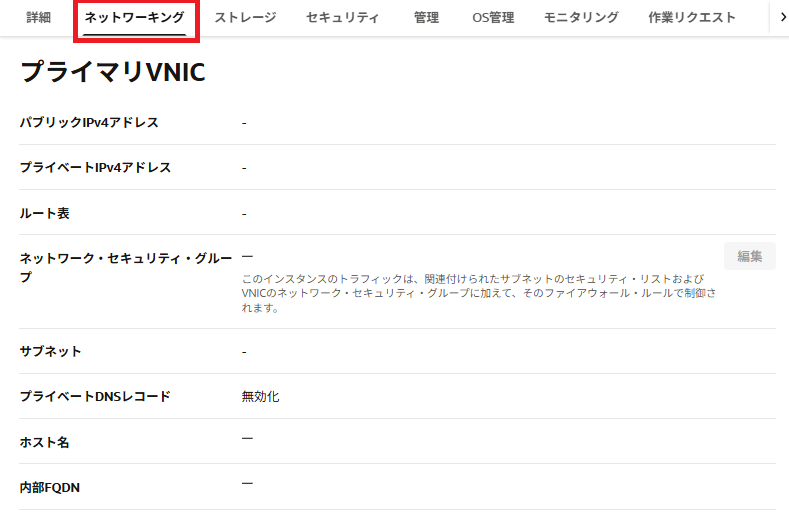 詳細 ネットワーキング ストレージ セキュリティ 管理 OS管理 モニタリング 作業リクエスト
プライマリVNIC
パブリックIPv4アドレス -
プライベートIPv4アドレス -
ルート表 -
ネットワーク・セキュリティ・グループ — 編集
このインスタンスのトラフィックは、関連付けられたサブネットのセキュリティ・リストおよび
VNICのネットワーク・セキュリティ・グループに加えて、そのファイアウォール・ルールで制御さ
れます。
サブネット -
プライベートDNSレコード 無効化
ホスト名 —
内部FQDN —